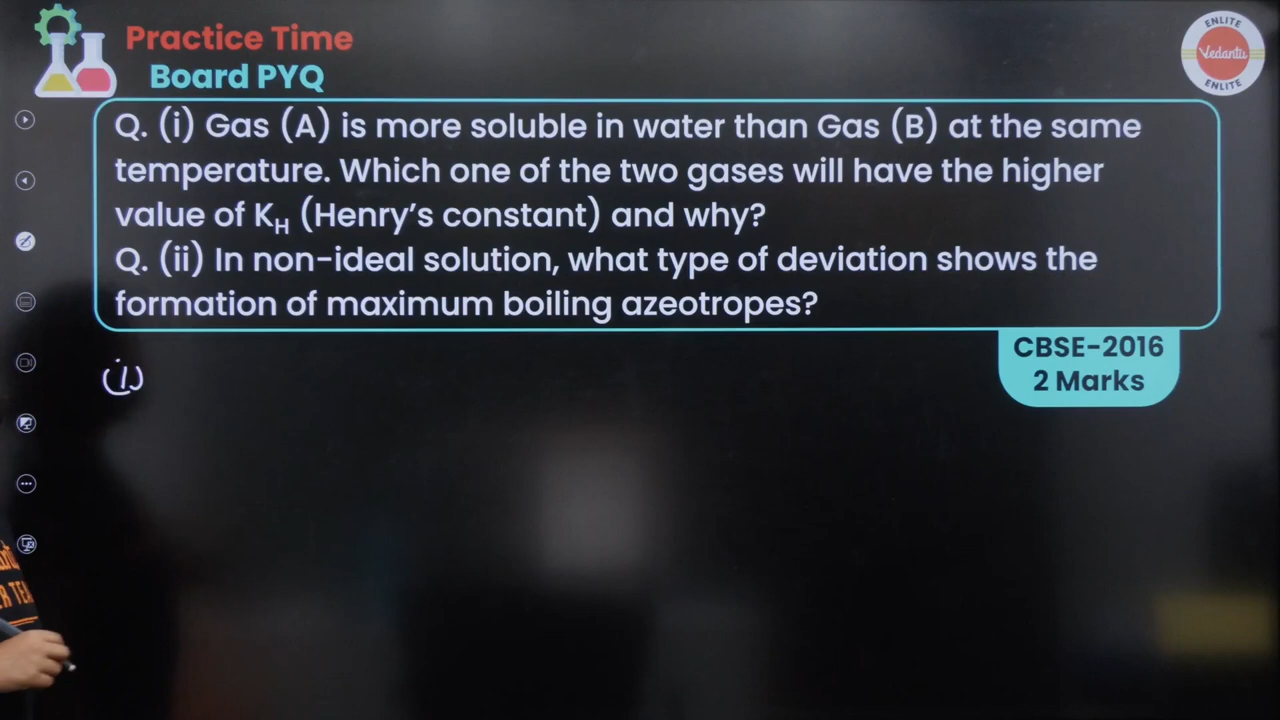 Practice Time
Board PYQ
ENLITE
Vedantu
ENLITE
Q. (i) Gas (A) is more soluble in water than Gas (B) at the same
temperature. Which one of the two gases will have the higher
value of K_H (Henry's constant) and why?
Q. (ii) In non-ideal solution, what type of deviation shows the
formation of maximum boiling azeotropes?
CBSE-2016
2 Marks
(i)